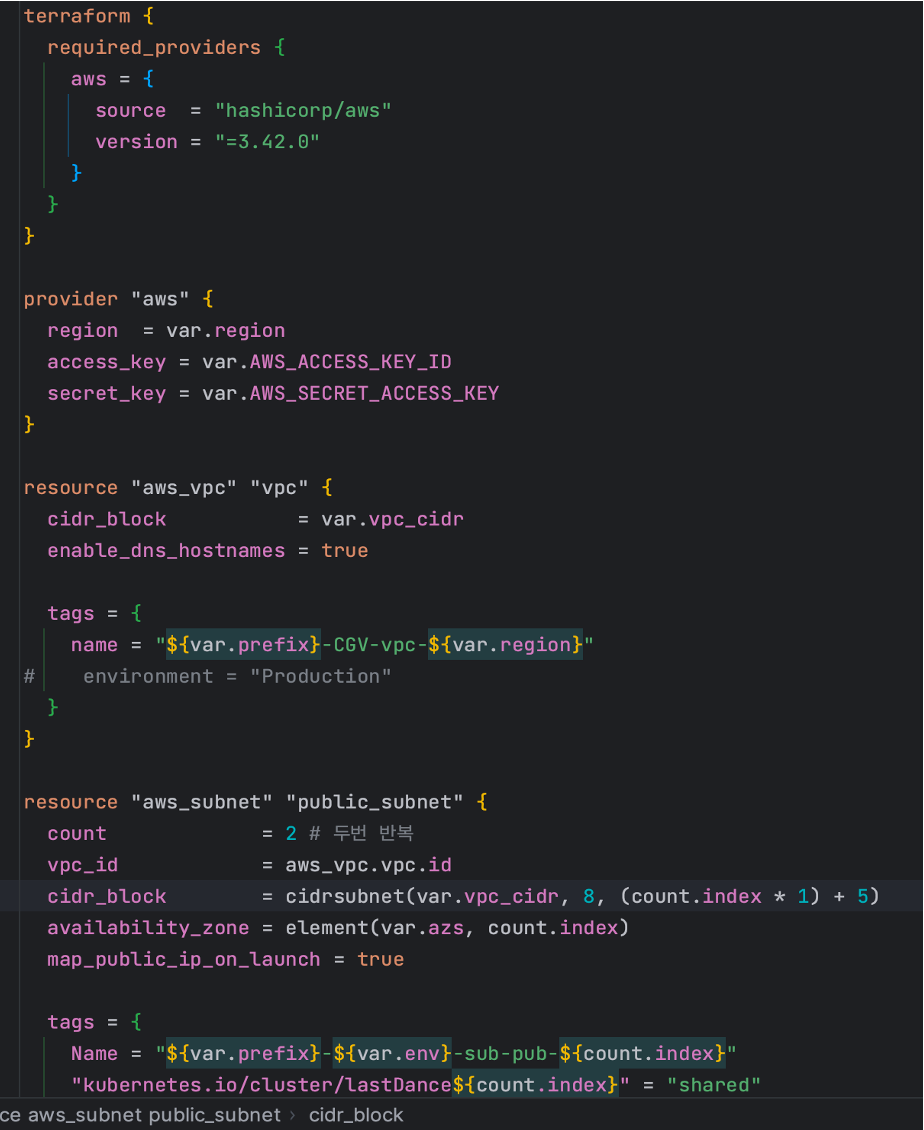 terraform {
  required_providers {
    aws = {
      source  = "hashicorp/aws"
      version = "=3.42.0"
    }
  }
}

provider "aws" {
  region  = var.region
  access_key = var.AWS_ACCESS_KEY_ID
  secret_key = var.AWS_SECRET_ACCESS_KEY
}

resource "aws_vpc" "vpc" {
  cidr_block           = var.vpc_cidr
  enable_dns_hostnames = true

  tags = {
    name = "${var.prefix}-CGV-vpc-${var.region}"
#    environment = "Production"
  }
}

resource "aws_subnet" "public_subnet" {
  count             = 2 # 두번 반복
  vpc_id            = aws_vpc.vpc.id
  cidr_block        = cidrsubnet(var.vpc_cidr, 8, (count.index * 1) + 5)
  availability_zone = element(var.azs, count.index)
  map_public_ip_on_launch = true

  tags = {
    Name = "${var.prefix}-${var.env}-sub-pub-${count.index}"
    "kubernetes.io/cluster/lastDance${count.index}" = "shared"
ce aws_subnet public_subnet › cidr_block